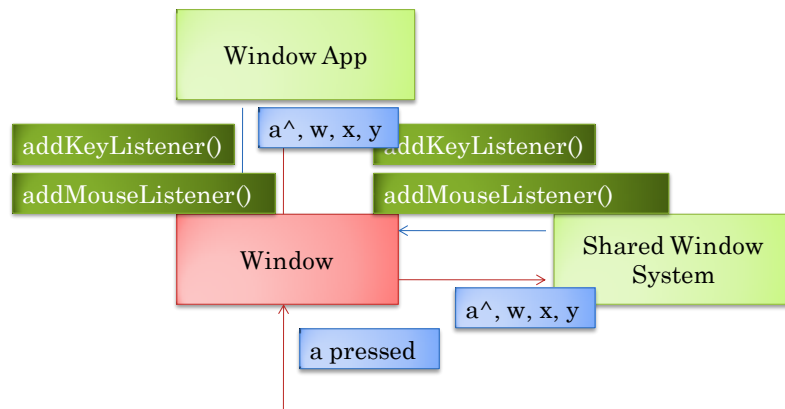 Window App
a^, w, x, y
addKeyListener()
addKeyListener()
addMouseListener()
addMouseListener()
Window
Shared Window
System
a^, w, x, y
a pressed